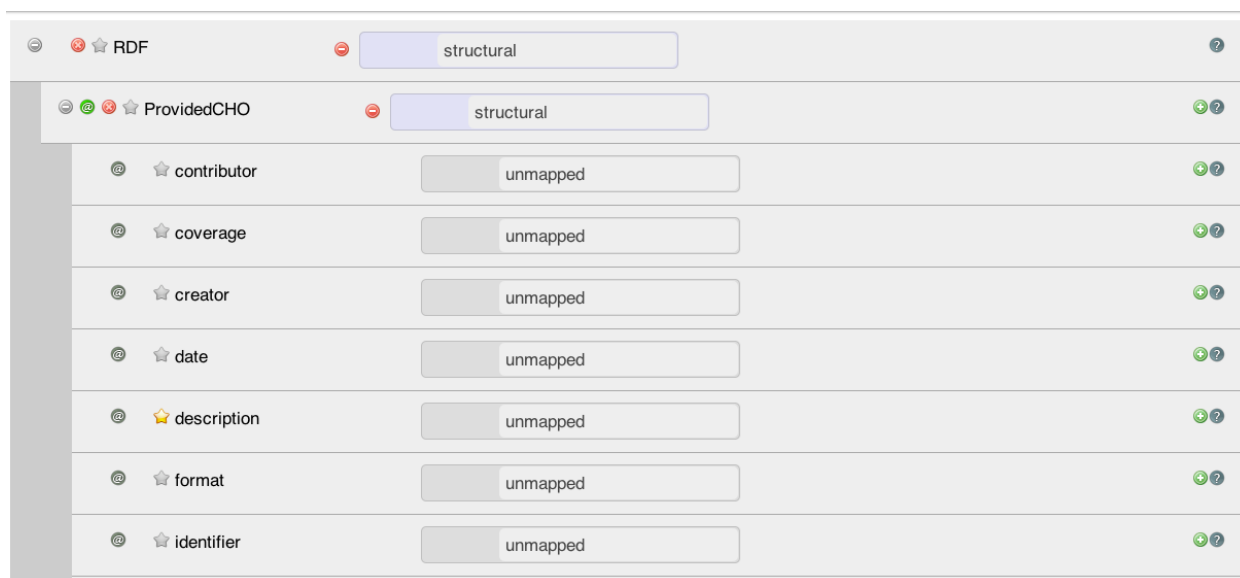 RDF structural
ProvidedCHO structural
contributor unmapped
coverage unmapped
creator unmapped
date unmapped
description unmapped
format unmapped
identifier unmapped